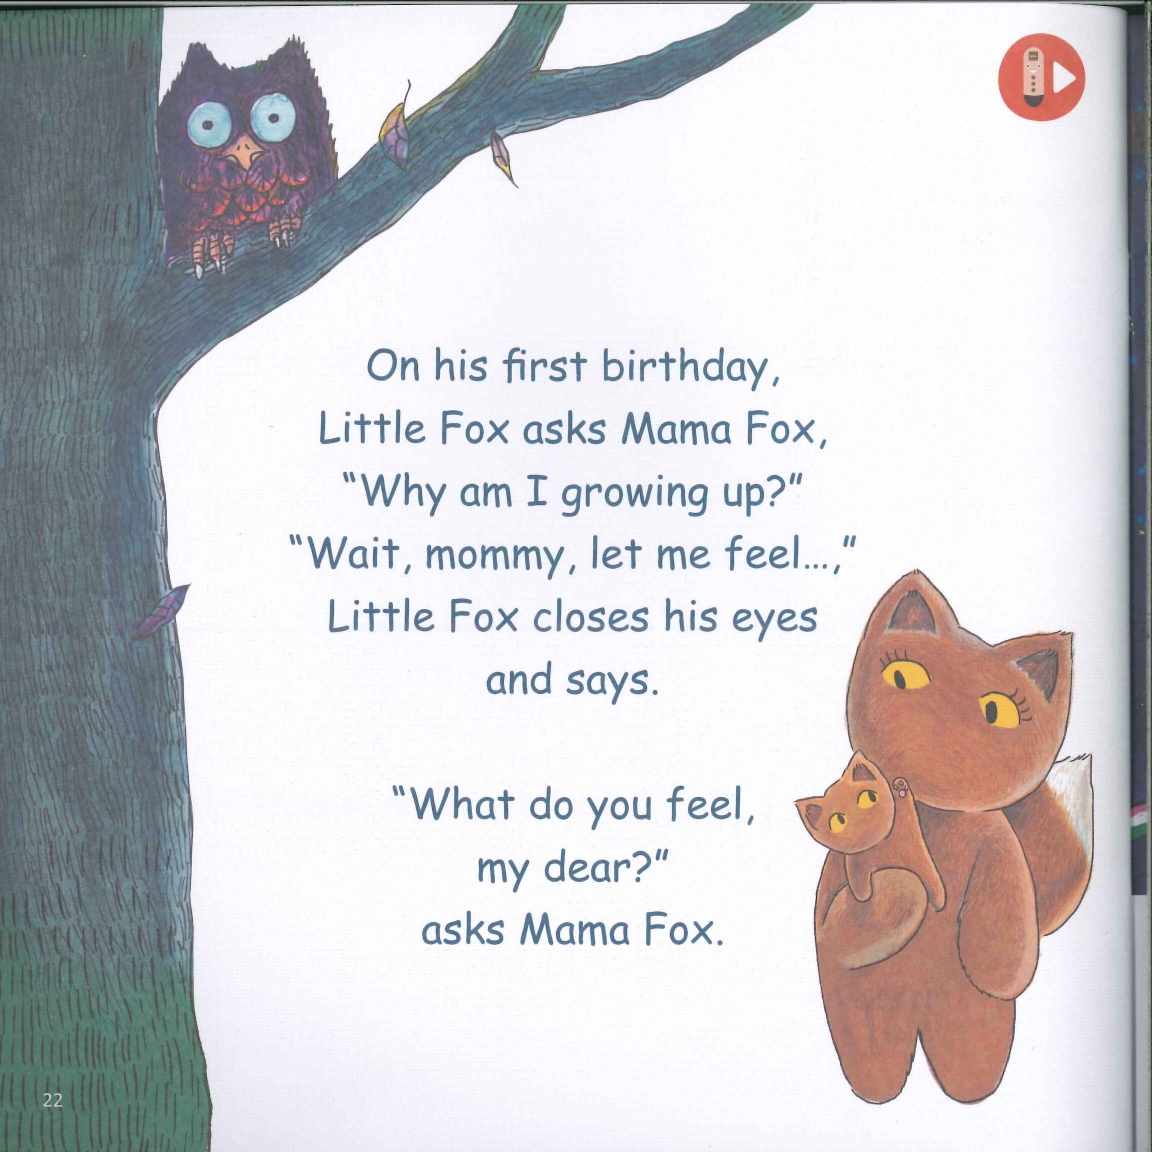 On his first birthday,
Little Fox asks Mama Fox,
“Why am I growing up?”
“Wait, mommy, let me feel...,”
Little Fox closes his eyes
and says.
“What do you feel,
my dear?”
asks Mama Fox.
22